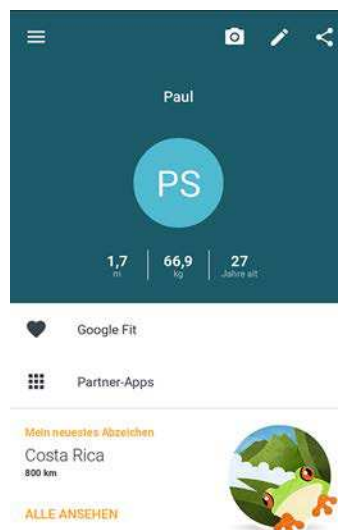 Paul
PS
1,7 66,9 27
m kg Jahre alt
Google Fit
Partner-Apps
Mein neuestes Abzeichen
Costa Rica
800 km
ALLE ANSEHEN